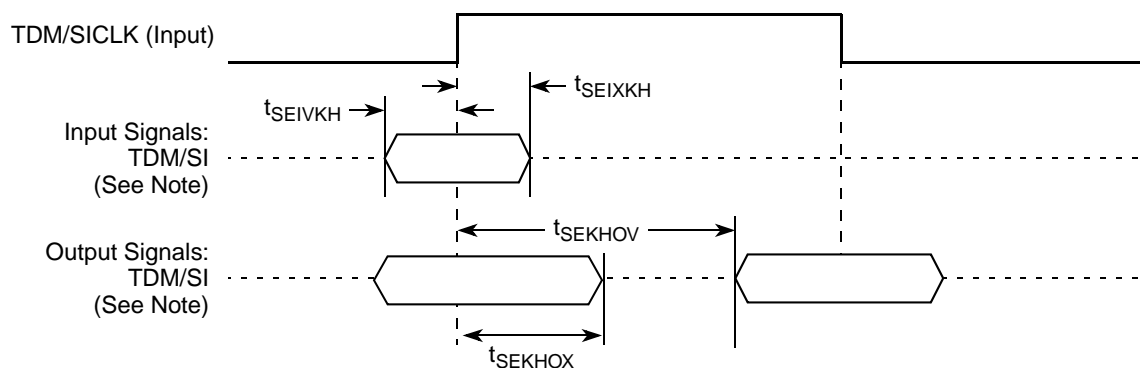 TDM/SICLK (Input)
tSEIXKH
tSEIVKH
Input Signals:
TDM/SI
(See Note)
tSEKHOV
Output Signals:
TDM/SI
(See Note)
tSEKHOX